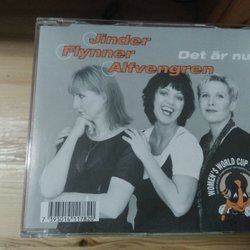 Jinder
Flynner
Alfvengren
Det är nu
WOMEN'S WORLD CUP